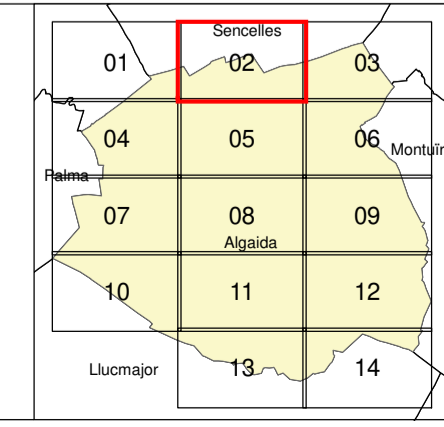 Sencelles
01 02 03
04 05 06
Montuïr
Palma
07 08 09
Algaida
10 11 12
Llucmajor 13 14